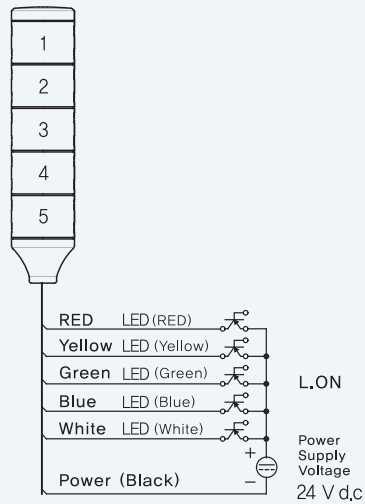 1
2
3
4
5
RED LED (RED)
Yellow LED (Yellow)
Green LED (Green)
Blue LED (Blue)
White LED (White)
L.ON
+
Power
Supply
Voltage
24 V d.c
Power (Black) −